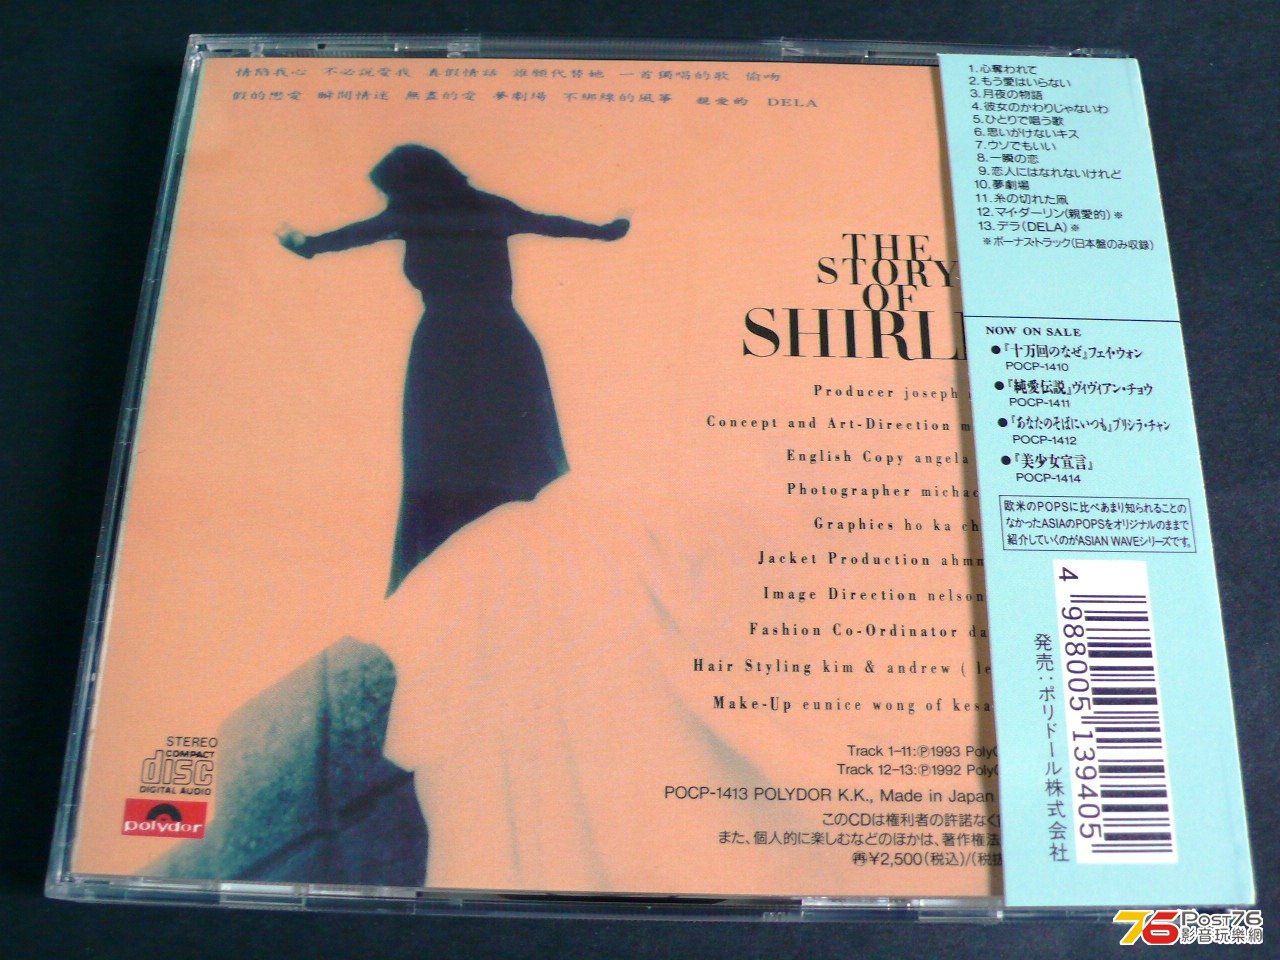 情陷我心 不必說愛我 真假情話 誰願代替她 一首獨唱的歌 偷吻
假的戀愛 瞬間情迷 無盡的愛 夢劇場 不綁線的風箏 親愛的 DELA
THE
STORY
OF
SHIRL
Producer joseph
Concept and Art-Direction
English Copy angela
Photographer michae
Graphics ho ka ch
Jacket Production ahmn
Image Direction nelson
Fashion Co-Ordinator da
Hair Styling kim & andrew ( le
Make-Up eunice wong of kesa
STEREO
COMPACT
disc
DIGITAL AUDIO
polydor
Track 1-11:Ⓟ1993 Poly
Track 12-13:Ⓟ1992 Poly
POCP-1413 POLYDOR K.K., Made in Japan
このCDは権利者の許諾なく
また、個人的に楽しむなどのほかは、著作権法
再¥2,500(税込)/(税抜
1.心奪われて
2.もう愛はいらない
3.月夜の物語
4.彼女のかわりじゃないわ
5.ひとりで唱う歌
6.思いがけないキス
7.ウソでもいい
8.一瞬の恋
9.恋人にはなれないけれど
10.夢劇場
11.糸の切れた凧
12.マイ・ダーリン(親愛的)※
13.デラ(DELA)※
※ボーナス・トラック(日本盤のみ収録)
NOW ON SALE
●『十万回のなぜ』フェイ・ウォン
POCP-1410
●『純愛伝説』ヴィヴィアン・チョウ
POCP-1411
●『あなたのそばにいつも』プリシラ・チャン
POCP-1412
●『美少女宣言』
POCP-1414
欧米のPOPSに比べあまり知られることの
なかったASIAのPOPSをオリジナルのままで
紹介していくのがASIAN WAVEシリーズです。
4 988005 139405
発売:ポリドール株式会社
76 Post76
影音玩樂網